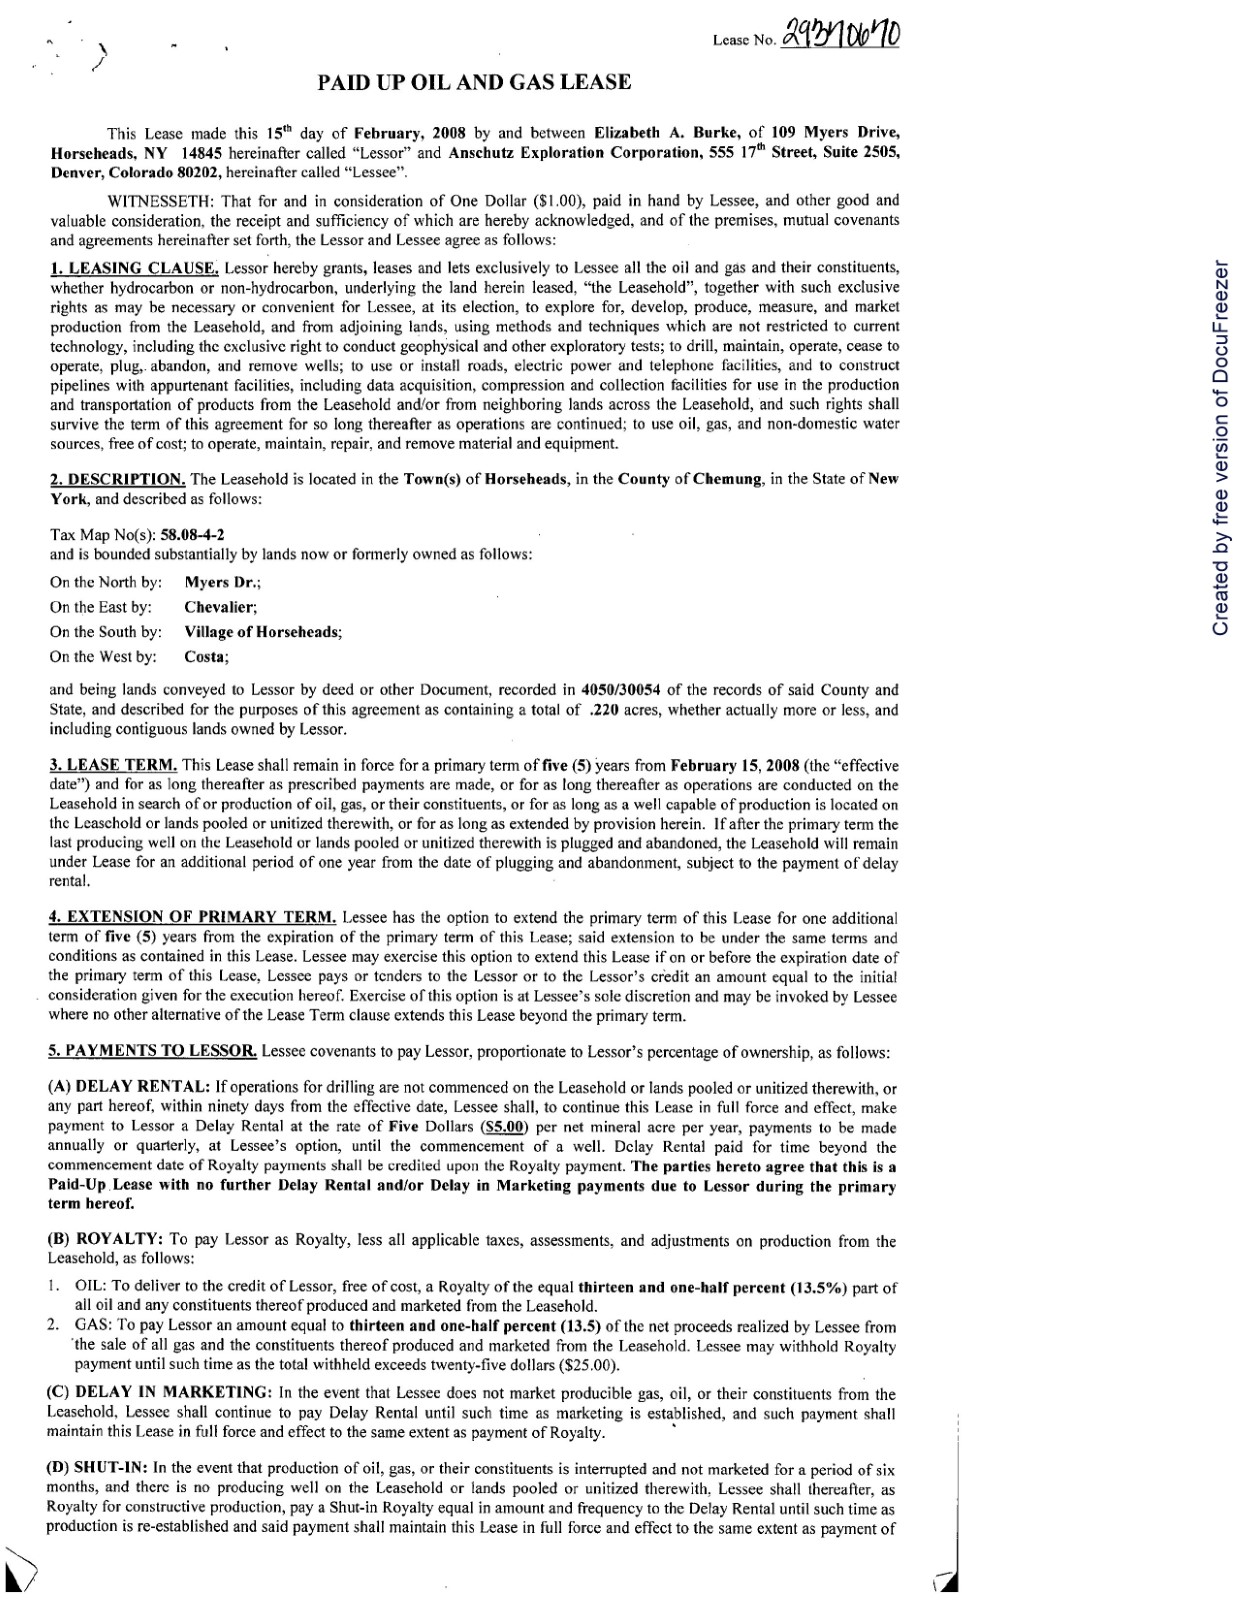 Lease No. 29370670
PAID UP OIL AND GAS LEASE
This Lease made this 15th day of February, 2008 by and between Elizabeth A. Burke, of 109 Myers Drive,
Horseheads, NY 14845 hereinafter called “Lessor” and Anschutz Exploration Corporation, 555 17th Street, Suite 2505,
Denver, Colorado 80202, hereinafter called “Lessee”.
WITNESSETH: That for and in consideration of One Dollar ($1.00), paid in hand by Lessee, and other good and
valuable consideration, the receipt and sufficiency of which are hereby acknowledged, and of the premises, mutual covenants
and agreements hereinafter set forth, the Lessor and Lessee agree as follows:
1. LEASING CLAUSE. Lessor hereby grants, leases and lets exclusively to Lessee all the oil and gas and their constituents,
whether hydrocarbon or non-hydrocarbon, underlying the land herein leased, “the Leasehold”, together with such exclusive
rights as may be necessary or convenient for Lessee, at its election, to explore for, develop, produce, measure, and market
production from the Leasehold, and from adjoining lands, using methods and techniques which are not restricted to current
technology, including the exclusive right to conduct geophysical and other exploratory tests; to drill, maintain, operate, cease to
operate, plug, abandon, and remove wells; to use or install roads, electric power and telephone facilities, and to construct
pipelines with appurtenant facilities, including data acquisition, compression and collection facilities for use in the production
and transportation of products from the Leasehold and/or from neighboring lands across the Leasehold, and such rights shall
survive the term of this agreement for so long thereafter as operations are continued; to use oil, gas, and non-domestic water
sources, free of cost; to operate, maintain, repair, and remove material and equipment.
2. DESCRIPTION. The Leasehold is located in the Town(s) of Horseheads, in the County of Chemung, in the State of New
York, and described as follows:
Tax Map No(s): 58.08-4-2
and is bounded substantially by lands now or formerly owned as follows:
On the North by: Myers Dr.;
On the East by: Chevalier;
On the South by: Village of Horseheads;
On the West by: Costa;
and being lands conveyed to Lessor by deed or other Document, recorded in 4050/30054 of the records of said County and
State, and described for the purposes of this agreement as containing a total of .220 acres, whether actually more or less, and
including contiguous lands owned by Lessor.
3. LEASE TERM. This Lease shall remain in force for a primary term of five (5) years from February 15, 2008 (the “effective
date”) and for as long thereafter as prescribed payments are made, or for as long thereafter as operations are conducted on the
Leasehold in search of or production of oil, gas, or their constituents, or for as long as a well capable of production is located on
the Leasehold or lands pooled or unitized therewith, or for as long as extended by provision herein. If after the primary term the
last producing well on the Leasehold or lands pooled or unitized therewith is plugged and abandoned, the Leasehold will remain
under Lease for an additional period of one year from the date of plugging and abandonment, subject to the payment of delay
rental.
4. EXTENSION OF PRIMARY TERM. Lessee has the option to extend the primary term of this Lease for one additional
term of five (5) years from the expiration of the primary term of this Lease; said extension to be under the same terms and
conditions as contained in this Lease. Lessee may exercise this option to extend this Lease if on or before the expiration date of
the primary term of this Lease, Lessee pays or tenders to the Lessor or to the Lessor’s credit an amount equal to the initial
consideration given for the execution hereof. Exercise of this option is at Lessee’s sole discretion and may be invoked by Lessee
where no other alternative of the Lease Term clause extends this Lease beyond the primary term.
5. PAYMENTS TO LESSOR. Lessee covenants to pay Lessor, proportionate to Lessor’s percentage of ownership, as follows:
(A) DELAY RENTAL: If operations for drilling are not commenced on the Leasehold or lands pooled or unitized therewith, or
any part hereof, within ninety days from the effective date, Lessee shall, to continue this Lease in full force and effect, make
payment to Lessor a Delay Rental at the rate of Five Dollars ($5.00) per net mineral acre per year, payments to be made
annually or quarterly, at Lessee’s option, until the commencement of a well. Delay Rental paid for time beyond the
commencement date of Royalty payments shall be credited upon the Royalty payment. The parties hereto agree that this is a
Paid-Up Lease with no further Delay Rental and/or Delay in Marketing payments due to Lessor during the primary
term hereof.
(B) ROYALTY: To pay Lessor as Royalty, less all applicable taxes, assessments, and adjustments on production from the
Leasehold, as follows:
1. OIL: To deliver to the credit of Lessor, free of cost, a Royalty of the equal thirteen and one-half percent (13.5%) part of
all oil and any constituents thereof produced and marketed from the Leasehold.
2. GAS: To pay Lessor an amount equal to thirteen and one-half percent (13.5) of the net proceeds realized by Lessee from
the sale of all gas and the constituents thereof produced and marketed from the Leasehold. Lessee may withhold Royalty
payment until such time as the total withheld exceeds twenty-five dollars ($25.00).
(C) DELAY IN MARKETING: In the event that Lessee does not market producible gas, oil, or their constituents from the
Leasehold, Lessee shall continue to pay Delay Rental until such time as marketing is established, and such payment shall
maintain this Lease in full force and effect to the same extent as payment of Royalty.
(D) SHUT-IN: In the event that production of oil, gas, or their constituents is interrupted and not marketed for a period of six
months, and there is no producing well on the Leasehold or lands pooled or unitized therewith, Lessee shall thereafter, as
Royalty for constructive production, pay a Shut-in Royalty equal in amount and frequency to the Delay Rental until such time as
production is re-established and said payment shall maintain this Lease in full force and effect to the same extent as payment of
Created by free version of DocuFreezer